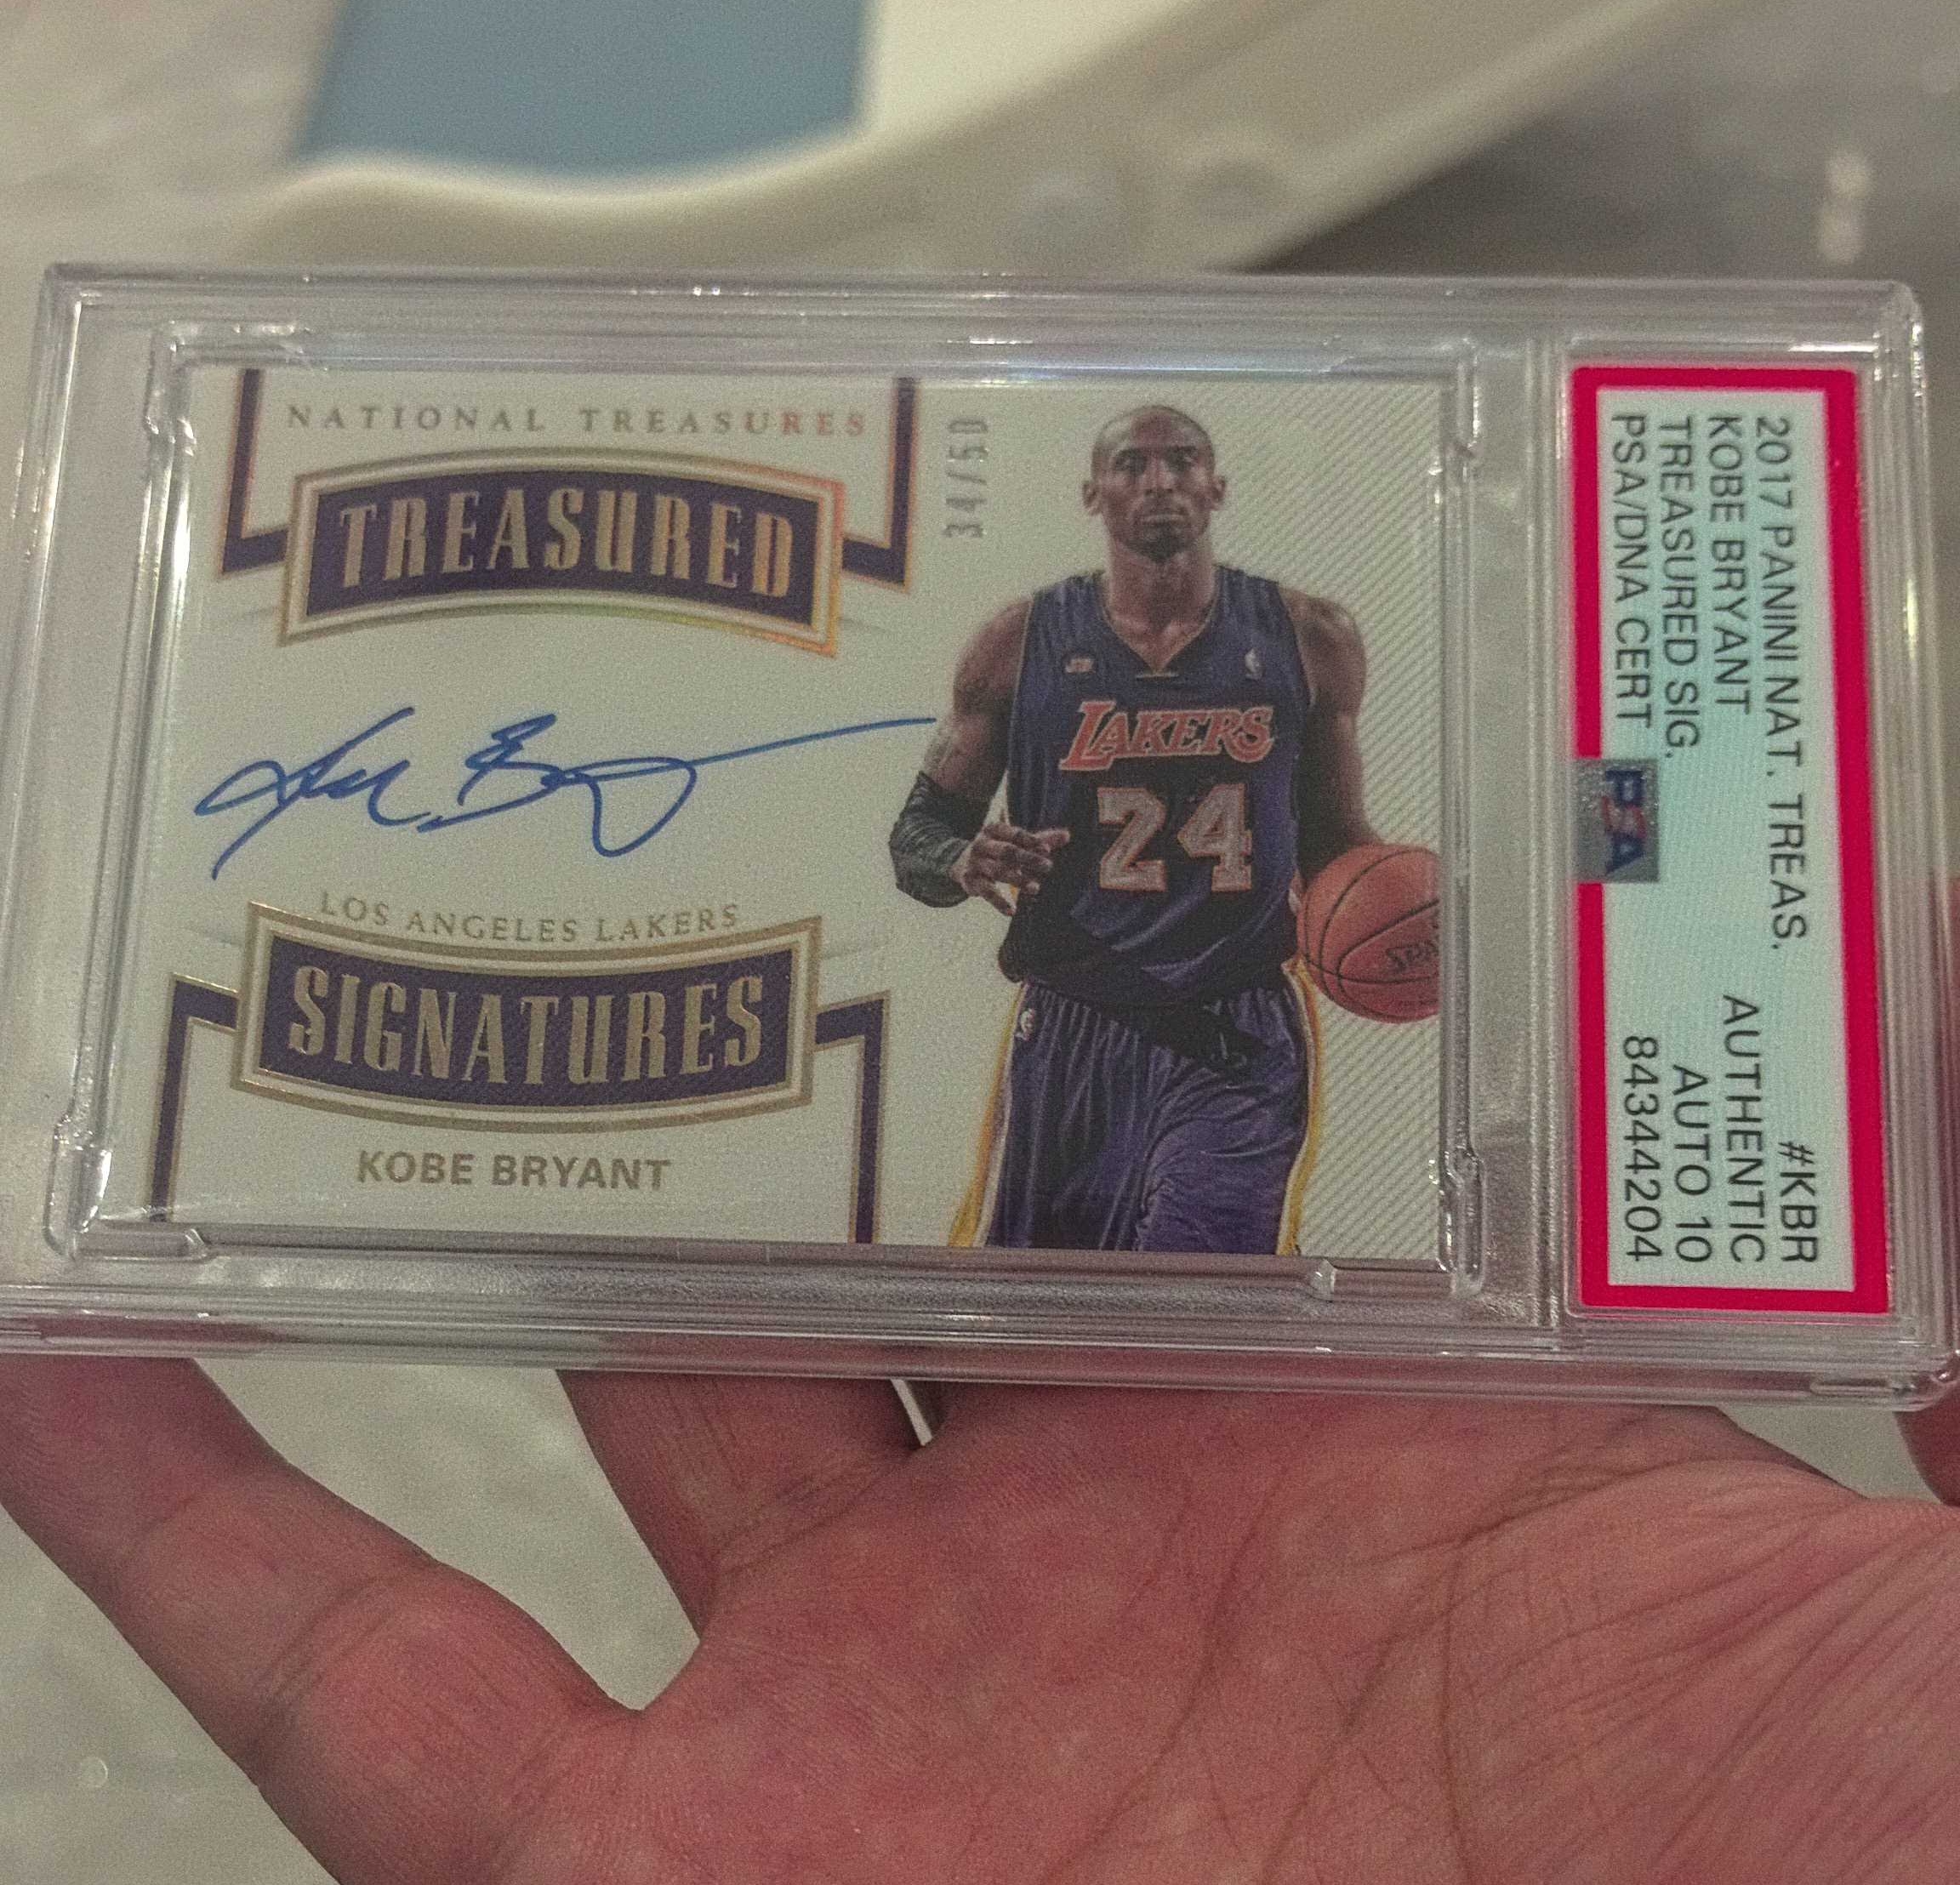 NATIONAL TREASURES
TREASURED
34/50
LAKERS
24
LOS ANGELES LAKERS
SIGNATURES
KOBE BRYANT
2017 PANINI NAT. TREAS. #KBR
KOBE BRYANT AUTHENTIC
TREASURED SIG. AUTO 10
PSA/DNA CERT 84344204
PSA